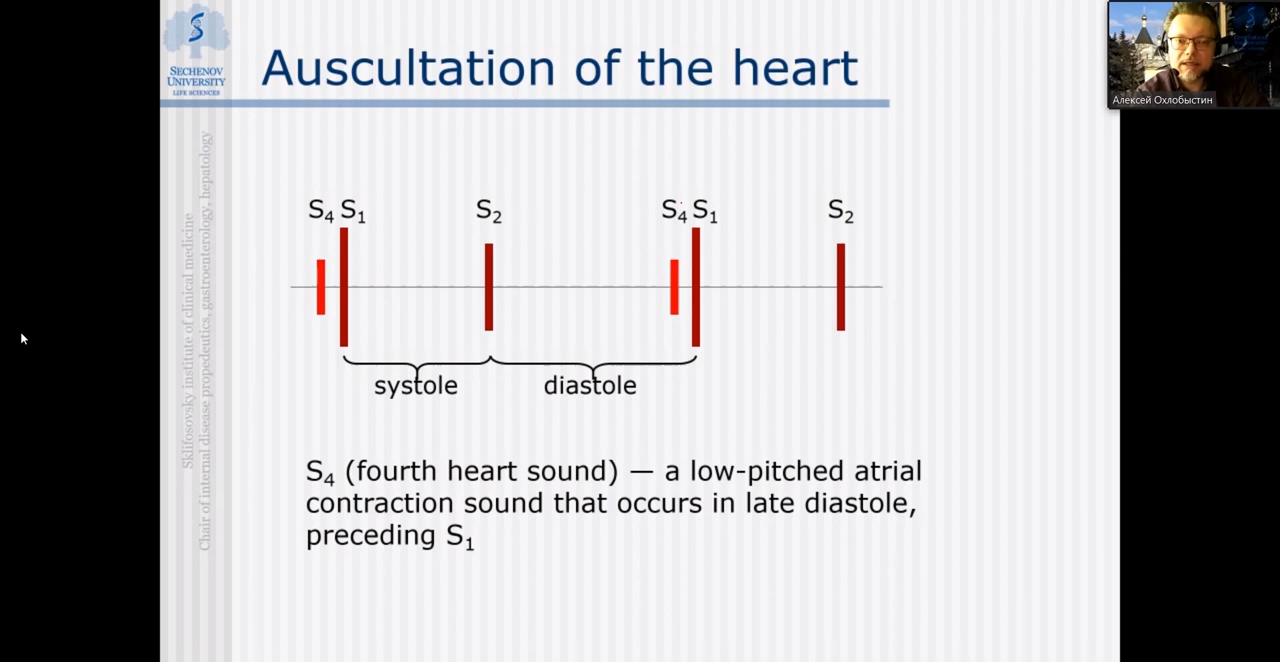 SECHENOV
UNIVERSITY
LIFE SCIENCES
Auscultation of the heart
Алексей Охлобыстин
Sklifosovsky institute of clinical medicine
Chair of internal disease propedeutics, gastroenterology, hepatology
S₄ S₁ S₂ S₄ S₁ S₂
systole diastole
S₄ (fourth heart sound) — a low-pitched atrial
contraction sound that occurs in late diastole,
preceding S₁